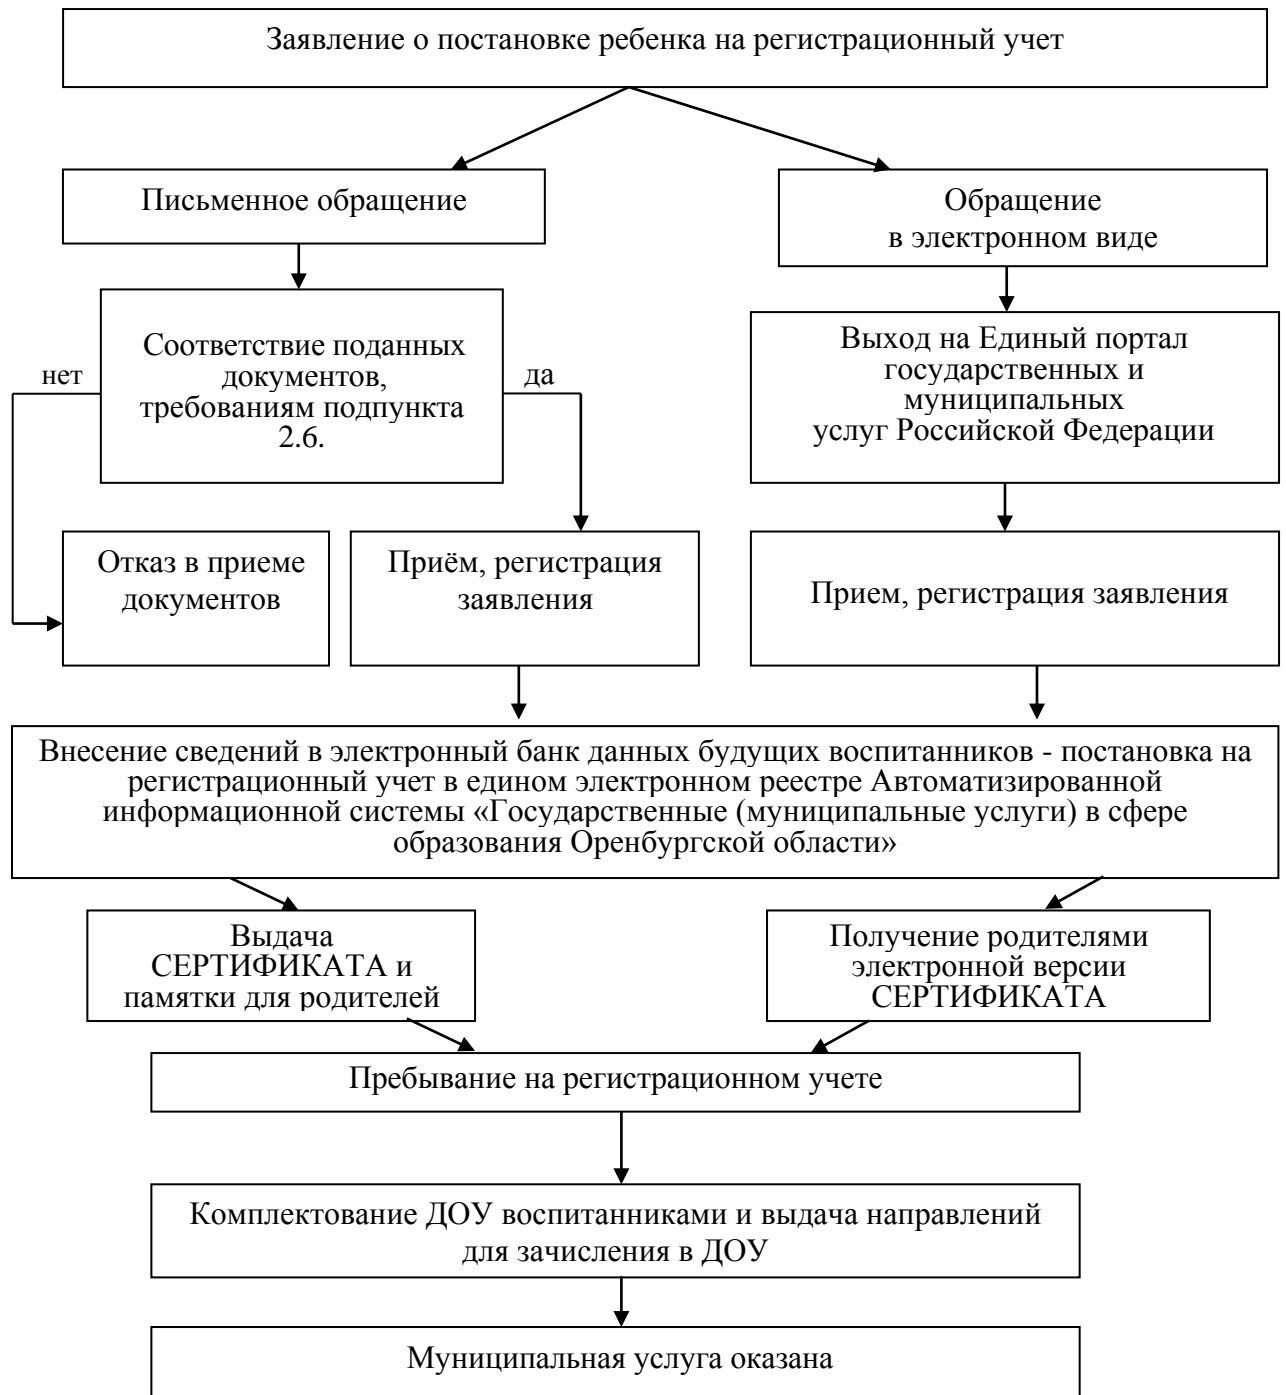 Заявление о постановке ребенка на регистрационный учет
Письменное обращение
Обращение
в электронном виде
Соответствие поданных
документов,
требованиям подпункта
2.6.
нет
да
Выход на Единый портал
государственных и
муниципальных
услуг Российской Федерации
Отказ в приеме
документов
Приём, регистрация
заявления
Прием, регистрация заявления
Внесение сведений в электронный банк данных будущих воспитанников - постановка на
регистрационный учет в едином электронном реестре Автоматизированной
информационной системы «Государственные (муниципальные услуги) в сфере
образования Оренбургской области»
Выдача
СЕРТИФИКАТА и
памятки для родителей
Получение родителями
электронной версии
СЕРТИФИКАТА
Пребывание на регистрационном учете
Комплектование ДОУ воспитанниками и выдача направлений
для зачисления в ДОУ
Муниципальная услуга оказана